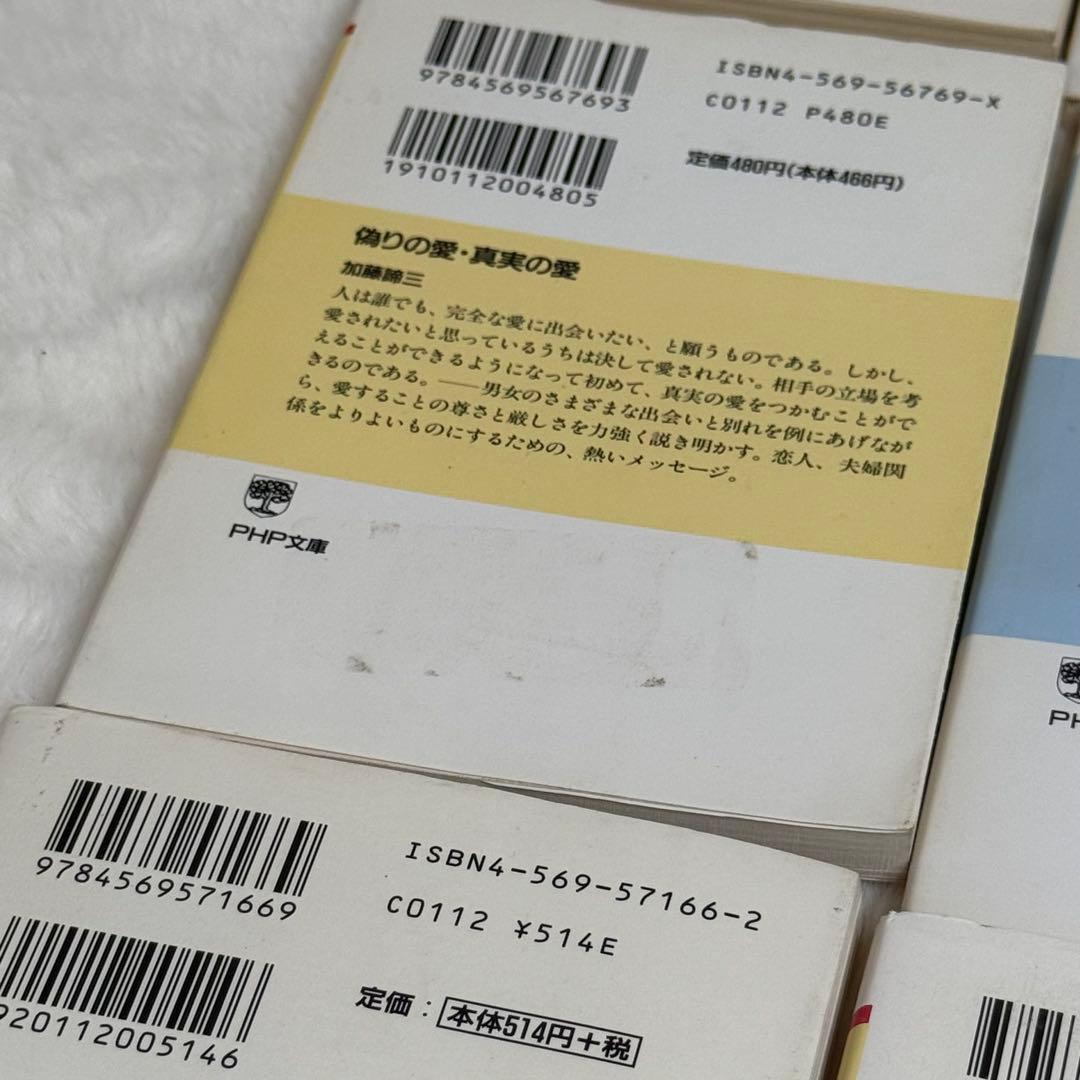 9784569567693
ISBN4-569-56769-X
C0112 P480E
1910112004805
定価480円(本体466円)
偽りの愛・真実の愛
加藤諦三
人は誰でも、完全な愛に出会いたい、と願うものである。しかし、
愛されたいと思っているうちは決して愛されない。相手の立場を考
えることができるようになって初めて、真実の愛をつかむことがで
きるのである。──男女のさまざまな出会いと別れを例にあげなが
ら、愛することの尊さと厳しさを力強く説き明かす。恋人、夫婦関
係をよりよいものにするための、熱いメッセージ。
PHP文庫
9784569571669
ISBN4-569-57166-2
C0112 ¥514E
920112005146
定価：本体514円＋税
PH